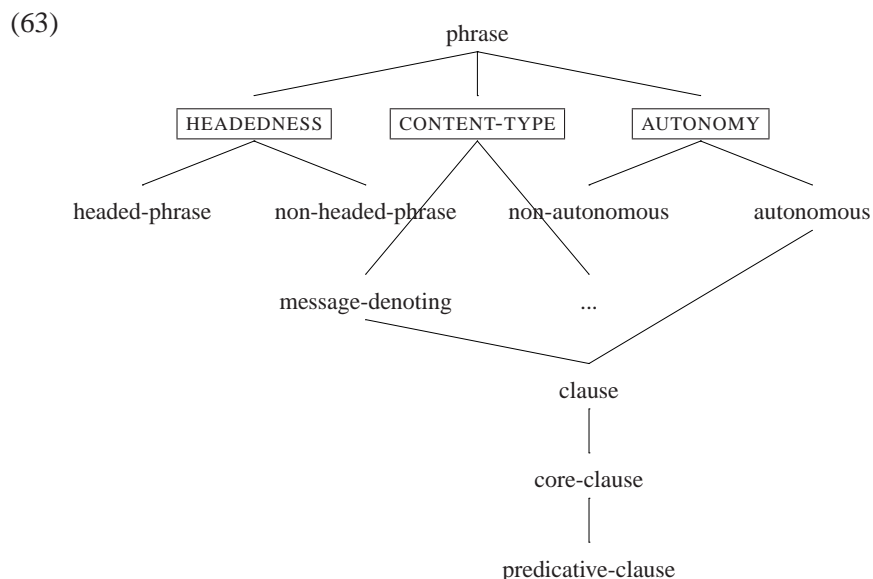 (63)
phrase
HEADEDNESS CONTENT-TYPE AUTONOMY
headed-phrase non-headed-phrase non-autonomous autonomous
message-denoting ...
clause
core-clause
predicative-clause